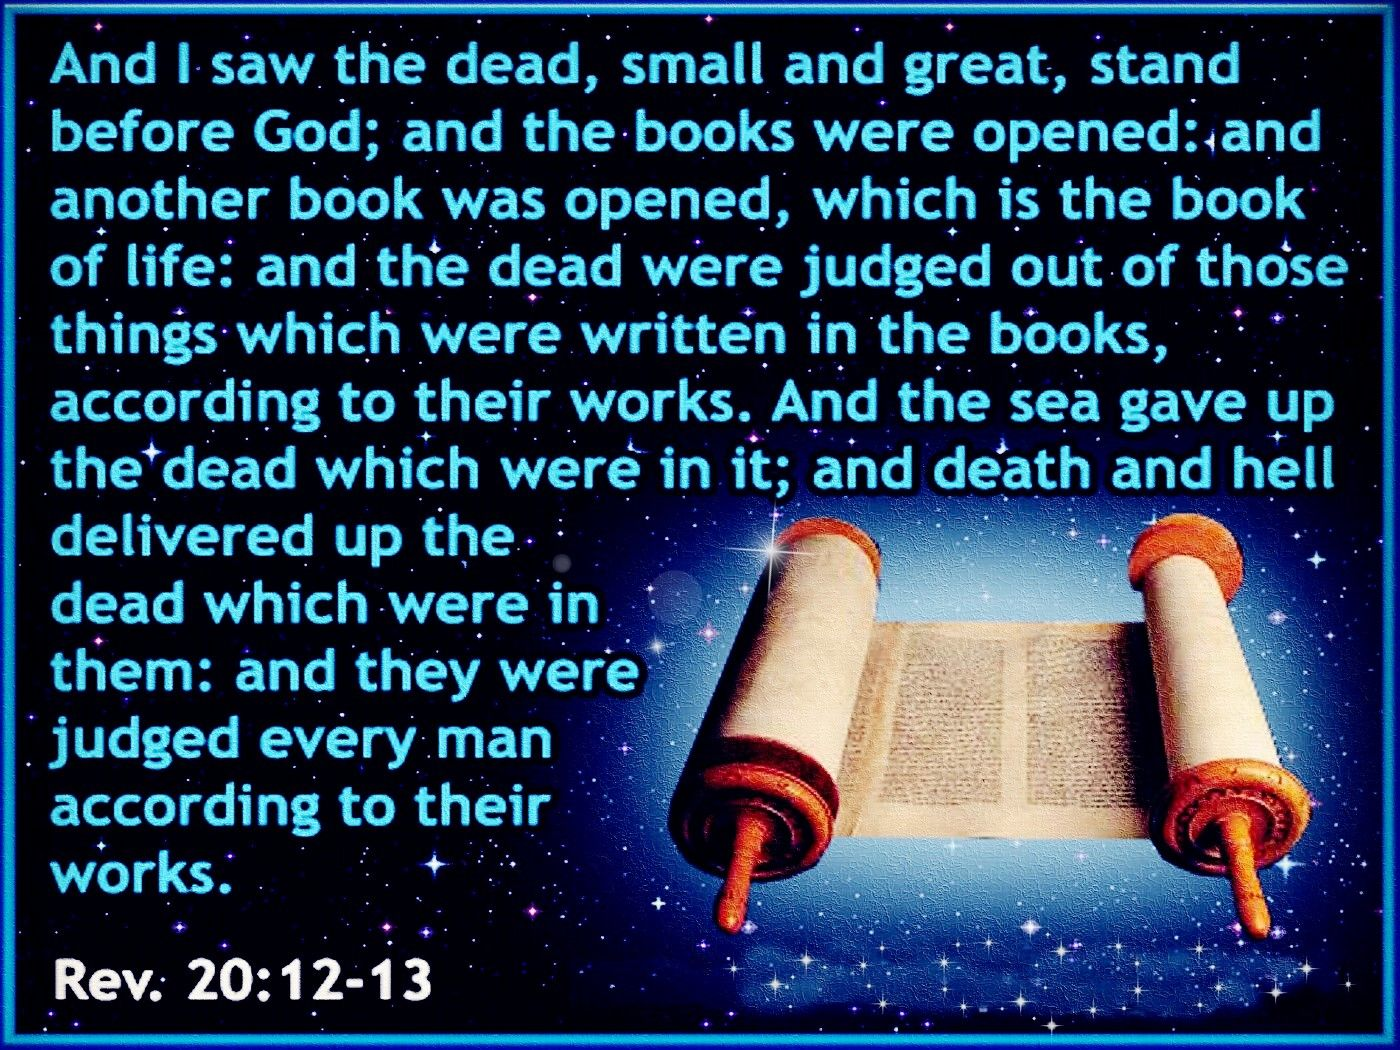 And I saw the dead, small and great, stand
before God; and the books were opened: and
another book was opened, which is the book
of life: and the dead were judged out of those
things which were written in the books,
according to their works. And the sea gave up
the dead which were in it; and death and hell
delivered up the
dead which were in
them: and they were
judged every man
according to their
works.
Rev. 20:12-13